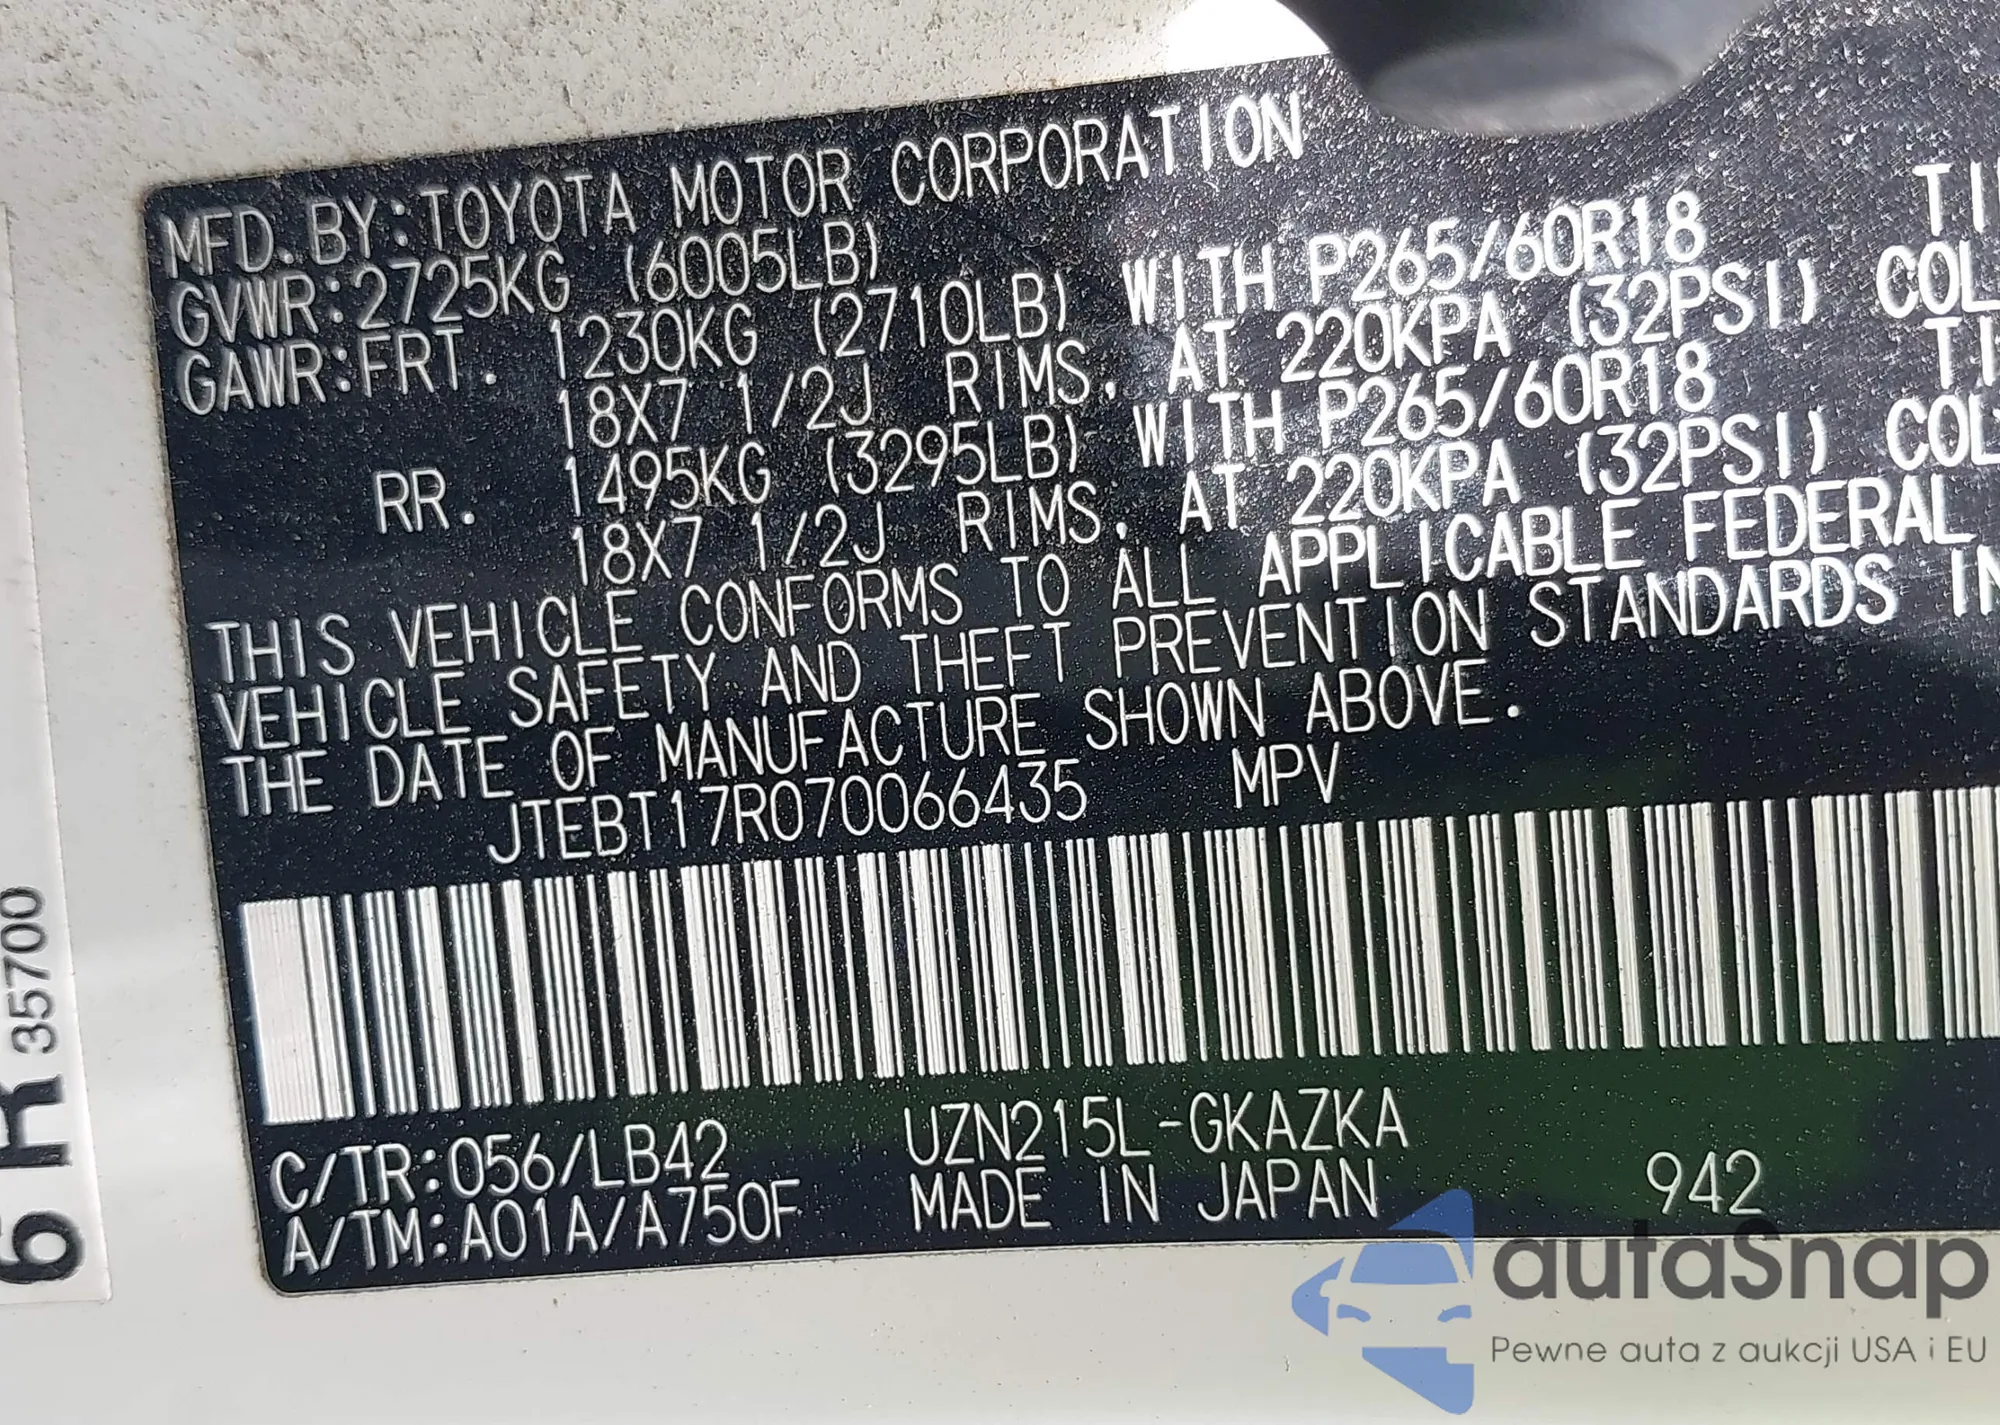 MFD. BY: TOYOTA MOTOR CORPORATION
GVWR: 2725KG (6005LB)
GAWR: FRT. 1230KG (2710LB) WITH P265/60R18
18X7 1/2J RIMS, AT 220KPA (32PSI)
RR. 1495KG (3295LB) WITH P265/60R18
18X7 1/2J RIMS, AT 220KPA (32PSI)
THIS VEHICLE CONFORMS TO ALL APPLICABLE FEDERAL
VEHICLE SAFETY AND THEFT PREVENTION STANDARDS IN
THE DATE OF MANUFACTURE SHOWN ABOVE.
JTEBT17R070066435 MPV
C/TR: 056/LB42 UZN215L-GKAZKA
A/TM: A01A/A750F MADE IN JAPAN 942
6 R 35700
autaSnap
Pewne auta z aukcji USA i EU